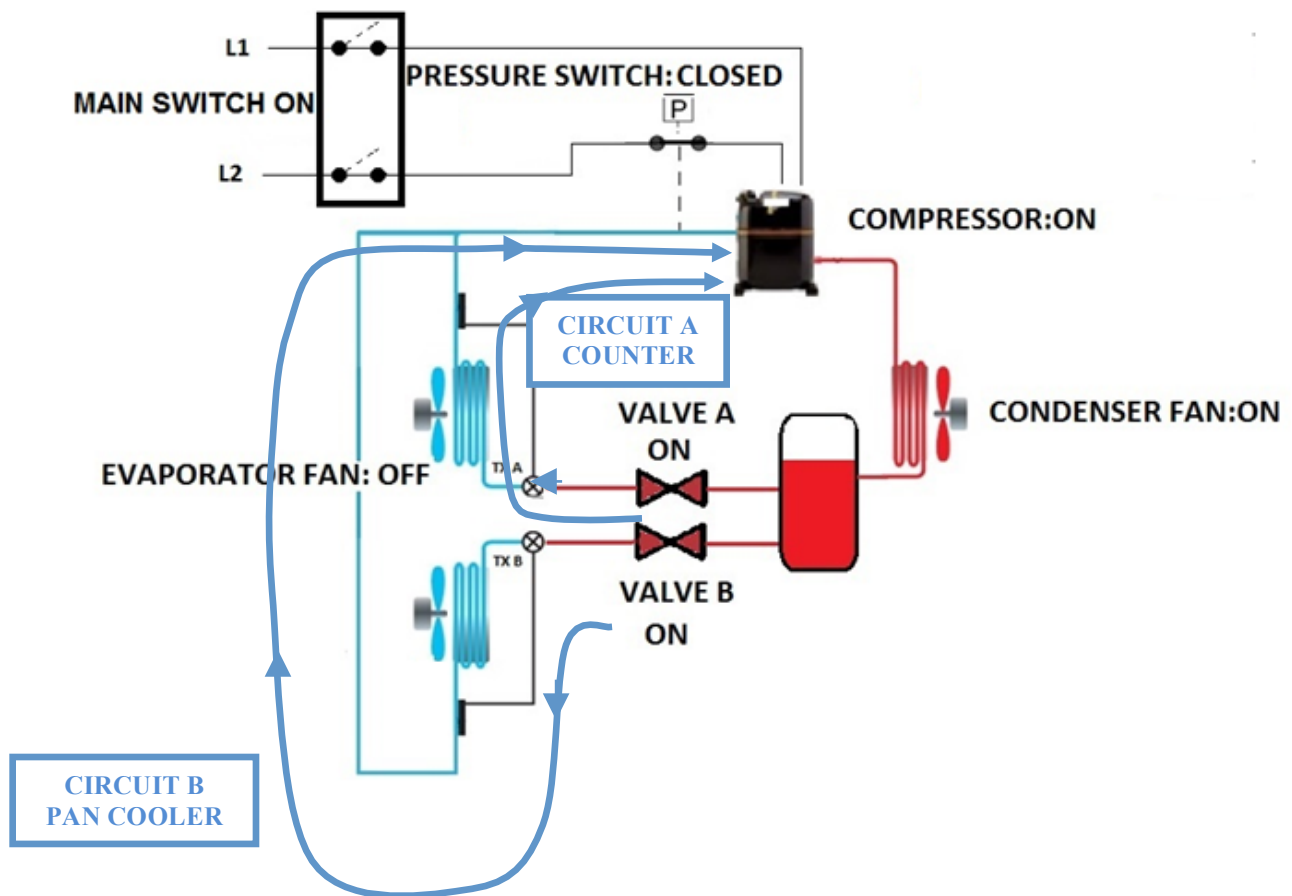 L1
PRESSURE SWITCH: CLOSED
MAIN SWITCH ON
P
L2
COMPRESSOR:ON
CIRCUIT A
COUNTER
VALVE A
ON
CONDENSER FAN:ON
EVAPORATOR FAN: OFF
TX A
TX B
VALVE B
ON
CIRCUIT B
PAN COOLER